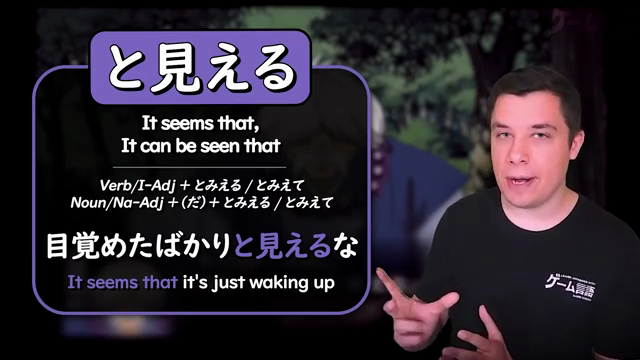 と見える
It seems that,
It can be seen that
Verb/I-Adj + とみえる / とみえて
Noun/Na-Adj + (だ) + とみえる / とみえて
目覚めたばかりと見えるな
It seems that it's just waking up
ゲーム
ゲーム言語